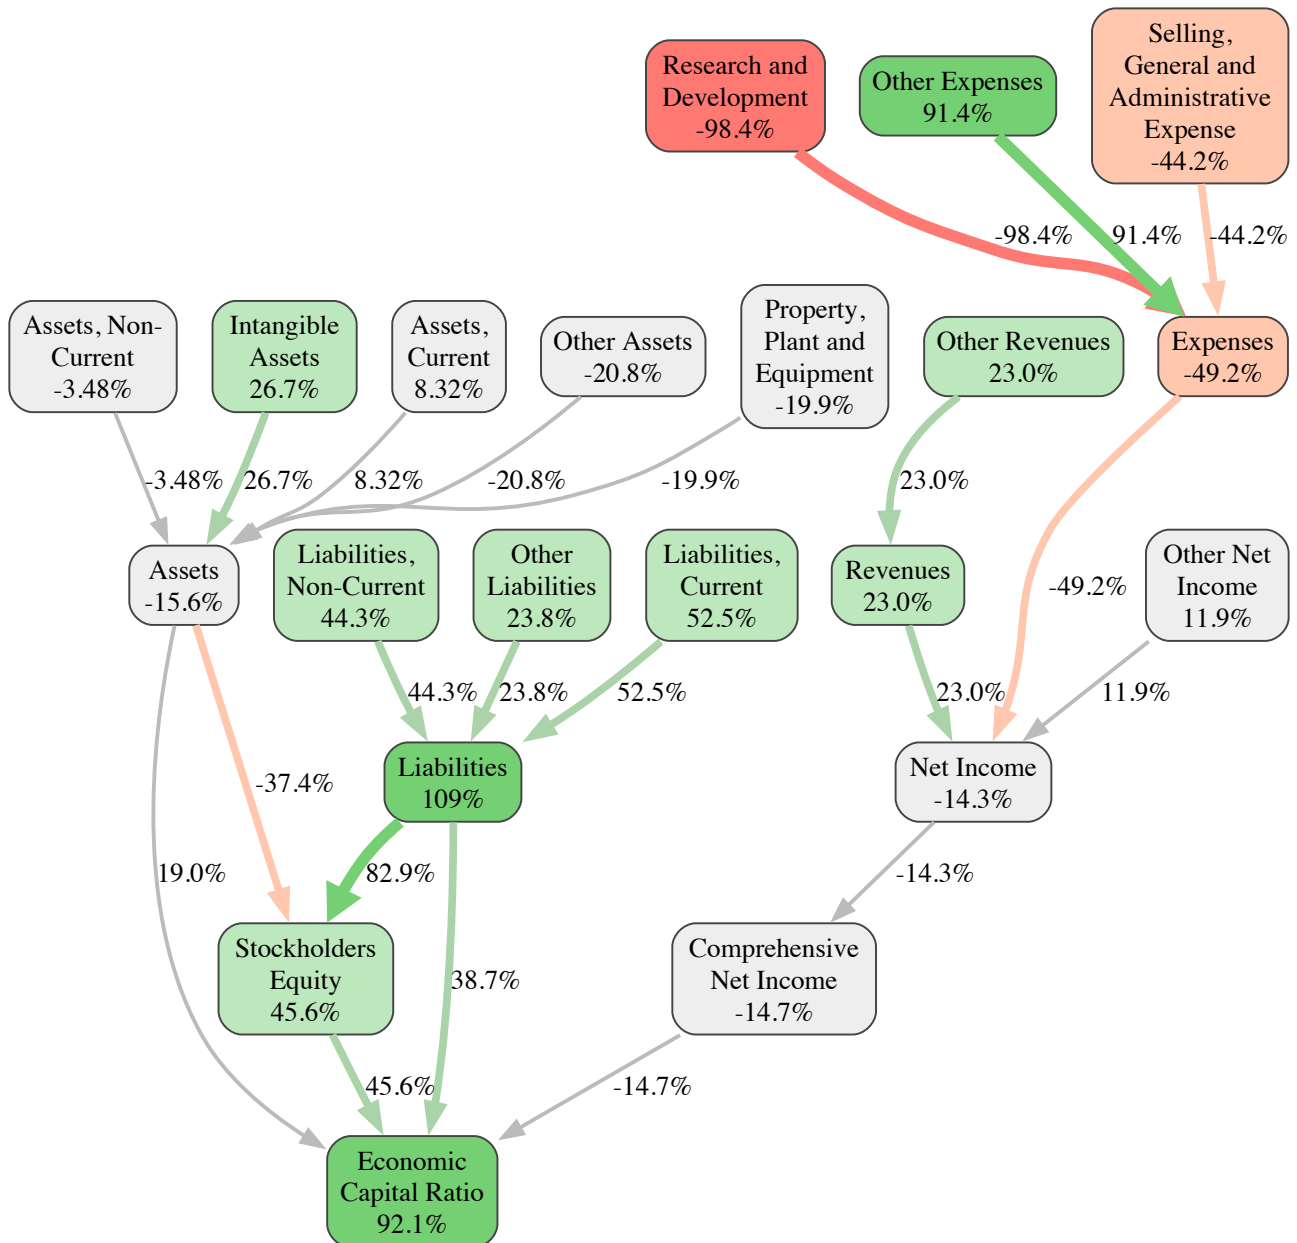 Research and
Development
-98.4%
Other Expenses
91.4%
Selling,
General and
Administrative
Expense
-44.2%
-98.4%
91.4%
-44.2%
Assets, Non-
Current
-3.48%
Intangible
Assets
26.7%
Assets,
Current
8.32%
Other Assets
-20.8%
Property,
Plant and
Equipment
-19.9%
Other Revenues
23.0%
Expenses
-49.2%
-3.48%
26.7%
8.32%
-20.8%
-19.9%
23.0%
Assets
-15.6%
Liabilities,
Non-Current
44.3%
Other
Liabilities
23.8%
Liabilities,
Current
52.5%
Revenues
23.0%
-49.2%
Other Net
Income
11.9%
44.3%
23.8%
52.5%
23.0%
11.9%
-37.4%
Liabilities
109%
Net Income
-14.3%
19.0%
82.9%
-14.3%
Stockholders
Equity
45.6%
38.7%
Comprehensive
Net Income
-14.7%
45.6%
-14.7%
Economic
Capital Ratio
92.1%